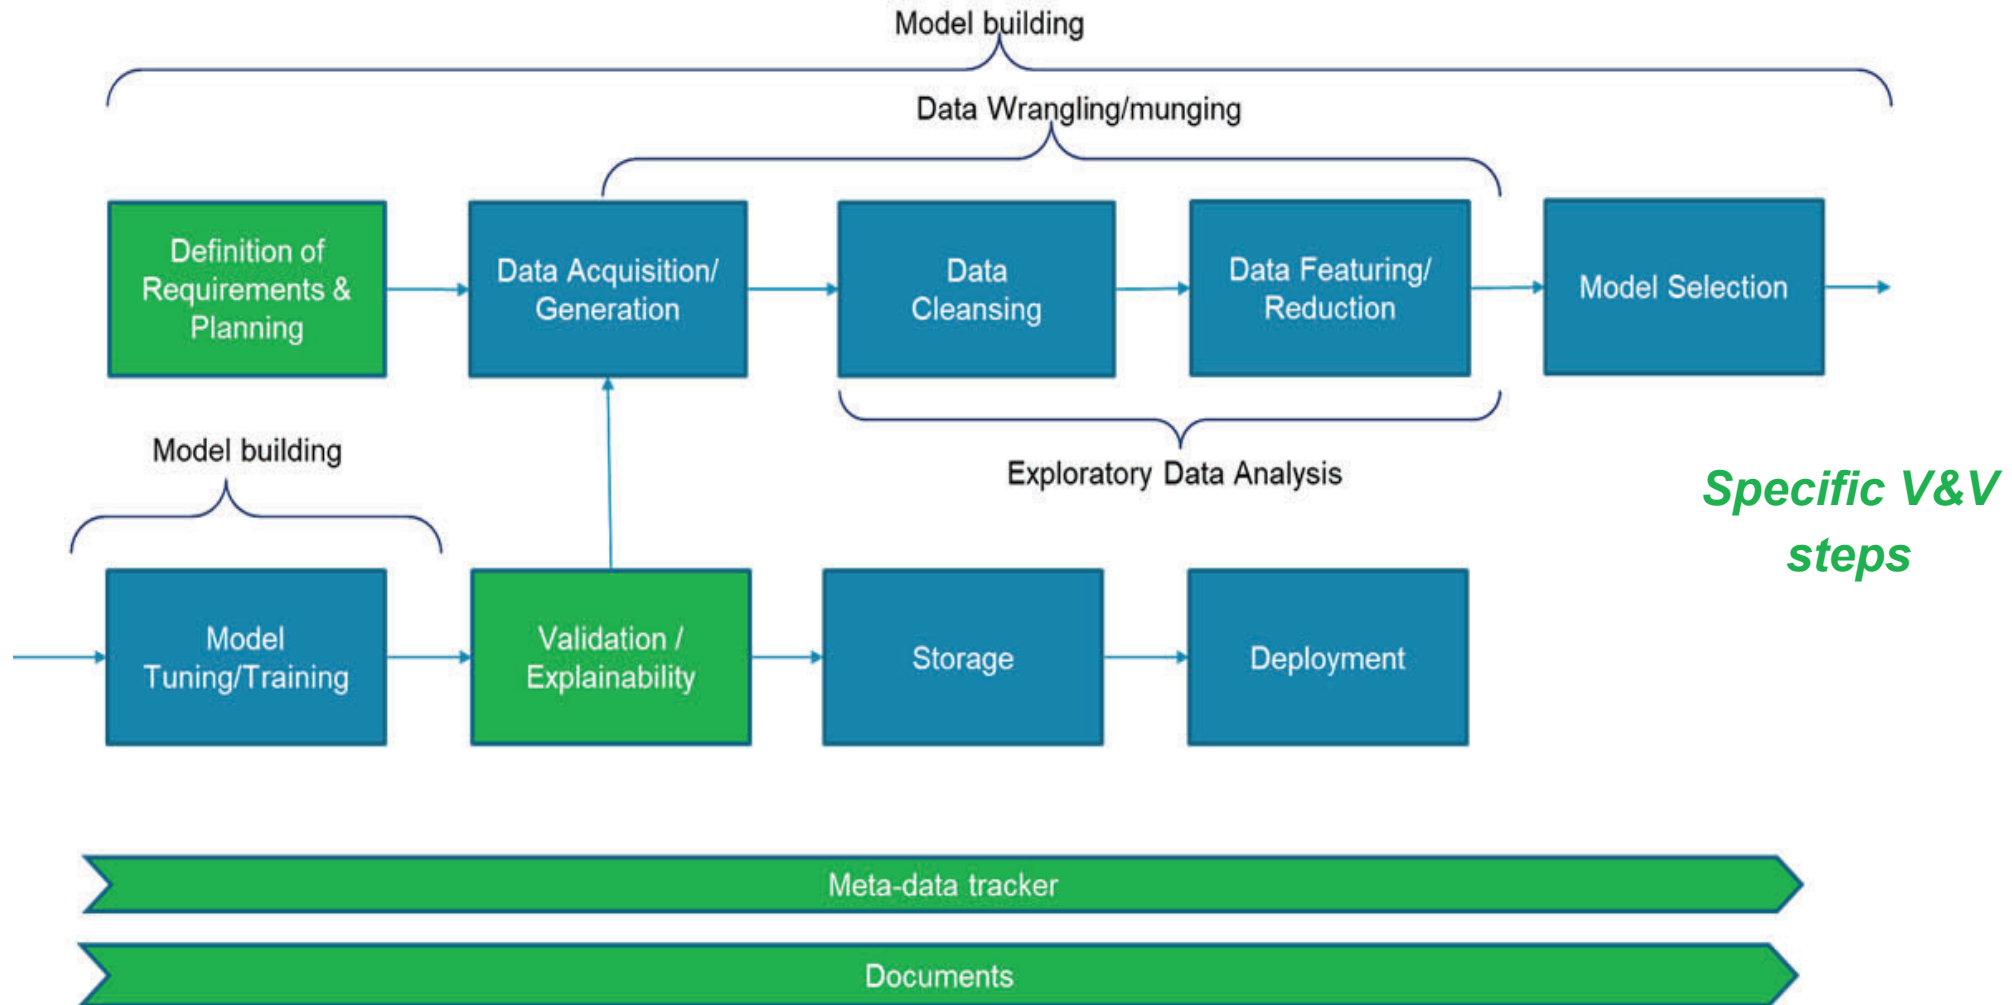 Model building
Data Wrangling/munging
Definition of
Requirements &
Planning
Data Acquisition/
Generation
Data
Cleansing
Data Featuring/
Reduction
Model Selection
Model building
Exploratory Data Analysis
Specific V&V
steps
Model
Tuning/Training
Validation /
Explainability
Storage
Deployment
Meta-data tracker
Documents